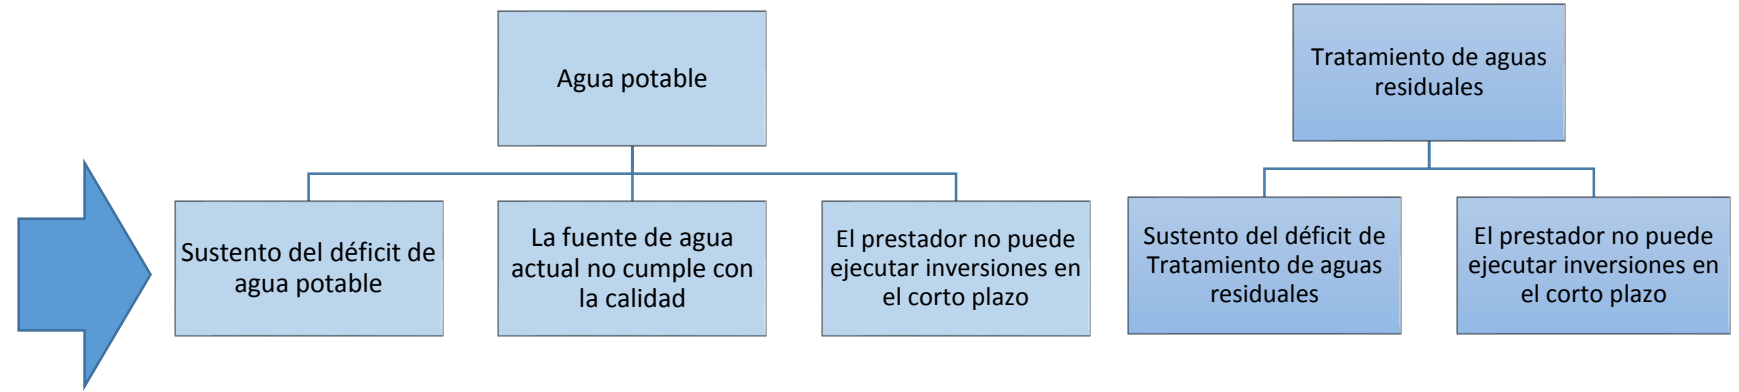 Agua potable
Sustento del déficit de
agua potable
La fuente de agua
actual no cumple con
la calidad
El prestador no puede
ejecutar inversiones en
el corto plazo
Tratamiento de aguas
residuales
Sustento del déficit de
Tratamiento de aguas
residuales
El prestador no puede
ejecutar inversiones en
el corto plazo